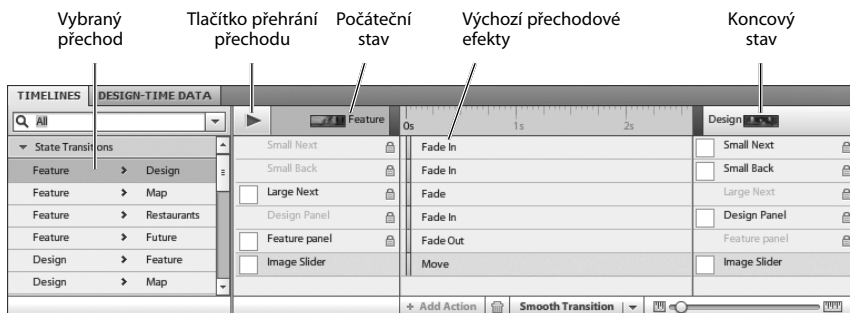 Vybraný přechod
Tlačítko přehrání přechodu
Počáteční stav
Výchozí přechodové efekty
Koncový stav
TIMELINES DESIGN-TIME DATA
All
Feature
0s 1s 2s
Design
State Transitions
Small Next Fade In Small Next
Feature > Design
Small Back Fade In Small Back
Feature > Map
Large Next Fade Large Next
Feature > Restaurants
Design Panel Fade In Design Panel
Feature > Future
Feature panel Fade Out Feature panel
Design > Feature
Image Slider Move Image Slider
Design > Map
+ Add Action Smooth Transition